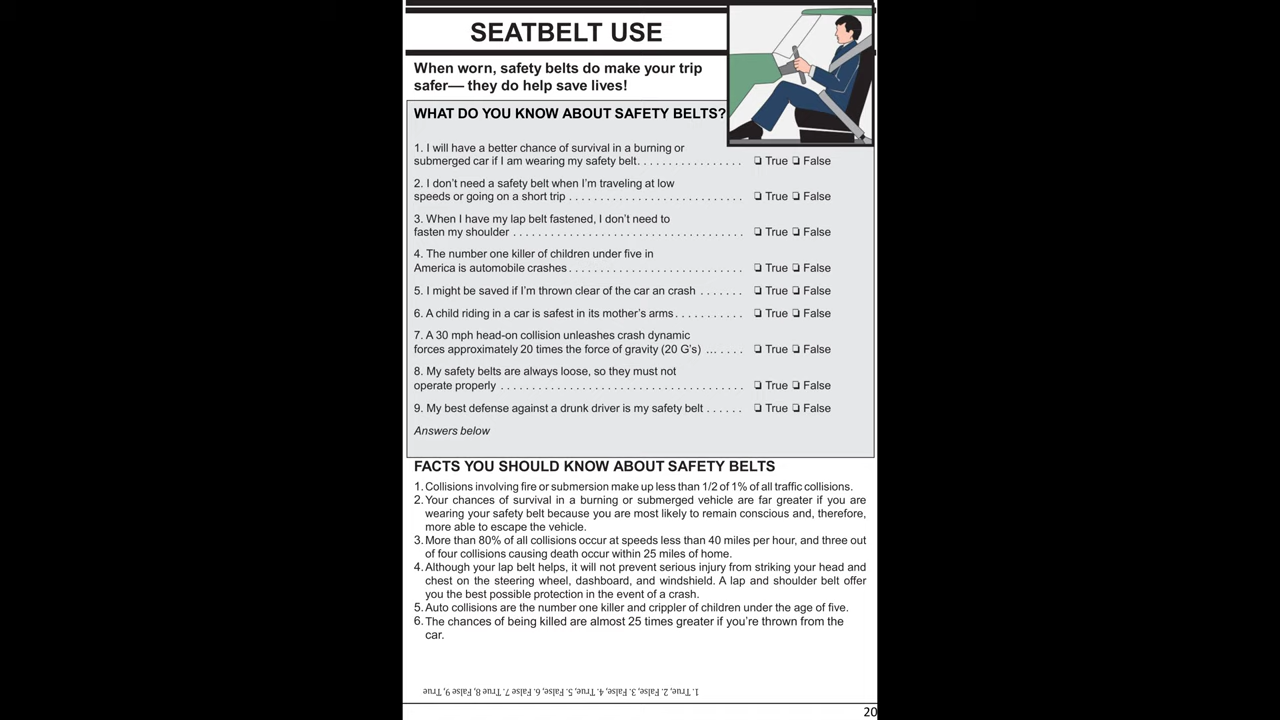 SEATBELT USE
When worn, safety belts do make your trip
safer— they do help save lives!
WHAT DO YOU KNOW ABOUT SAFETY BELTS?
1. I will have a better chance of survival in a burning or
submerged car if I am wearing my safety belt. . . . . . . . . . . . . . . . . ❏ True ❏ False
2. I don’t need a safety belt when I’m traveling at low
speeds or going on a short trip . . . . . . . . . . . . . . . . . . . . . . . . . . . . ❏ True ❏ False
3. When I have my lap belt fastened, I don’t need to
fasten my shoulder . . . . . . . . . . . . . . . . . . . . . . . . . . . . . . . . . . . . . ❏ True ❏ False
4. The number one killer of children under five in
America is automobile crashes . . . . . . . . . . . . . . . . . . . . . . . . . . . . ❏ True ❏ False
5. I might be saved if I’m thrown clear of the car an crash . . . . . . . ❏ True ❏ False
6. A child riding in a car is safest in its mother’s arms . . . . . . . . . . . ❏ True ❏ False
7. A 30 mph head-on collision unleashes crash dynamic
forces approximately 20 times the force of gravity (20 G’s) … . . . . ❏ True ❏ False
8. My safety belts are always loose, so they must not
operate properly . . . . . . . . . . . . . . . . . . . . . . . . . . . . . . . . . . . . . . . ❏ True ❏ False
9. My best defense against a drunk driver is my safety belt . . . . . . ❏ True ❏ False
Answers below
FACTS YOU SHOULD KNOW ABOUT SAFETY BELTS
1. Collisions involving fire or submersion make up less than 1/2 of 1% of all traffic collisions.
2. Your chances of survival in a burning or submerged vehicle are far greater if you are
wearing your safety belt because you are most likely to remain conscious and, therefore,
more able to escape the vehicle.
3. More than 80% of all collisions occur at speeds less than 40 miles per hour, and three out
of four collisions causing death occur within 25 miles of home.
4. Although your lap belt helps, it will not prevent serious injury from striking your head and
chest on the steering wheel, dashboard, and windshield. A lap and shoulder belt offer
you the best possible protection in the event of a crash.
5. Auto collisions are the number one killer and crippler of children under the age of five.
6. The chances of being killed are almost 25 times greater if you’re thrown from the
car.
1. True, 2. False, 3. False, 4. True, 5. False, 6. False 7. True 8, False 9, True
20